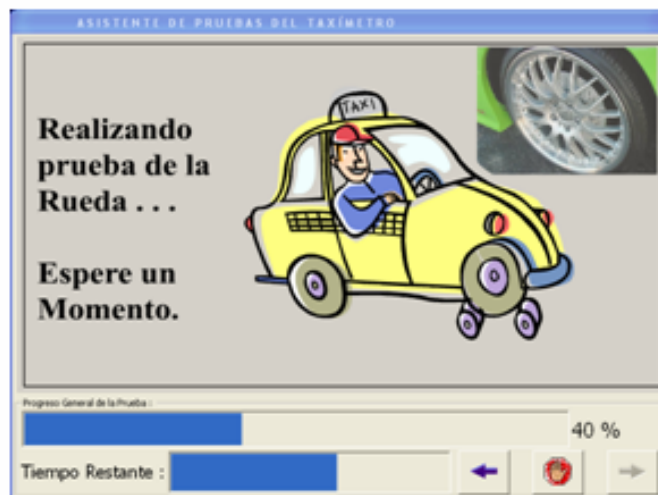 ASISTENTE DE PRUEBAS DEL TAXÍMETRO
TAXI
Realizando
prueba de la
Rueda . . .
Espere un
Momento.
Progreso General de la Prueba :
40 %
Tiempo Restante :